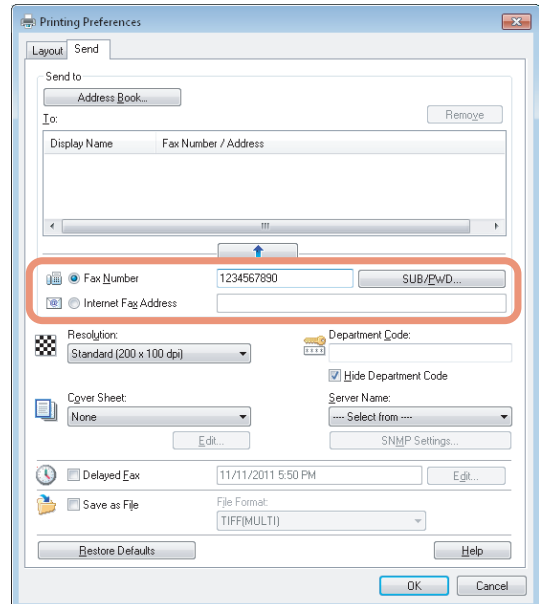 Printing Preferences
Layout Send
Send to
Address Book...
To:
Remove
Display Name Fax Number / Address
Fax Number 1234567890 SUB/PWD...
Internet Fax Address
Resolution: Department Code:
Standard (200 x 100 dpi)
Hide Department Code
Cover Sheet: Server Name:
None ---- Select from ----
Edit... SNMP Settings...
Delayed Fax 11/11/2011 5:50 PM Edit...
Save as File File Format:
TIFF(MULTI)
Restore Defaults Help
OK Cancel